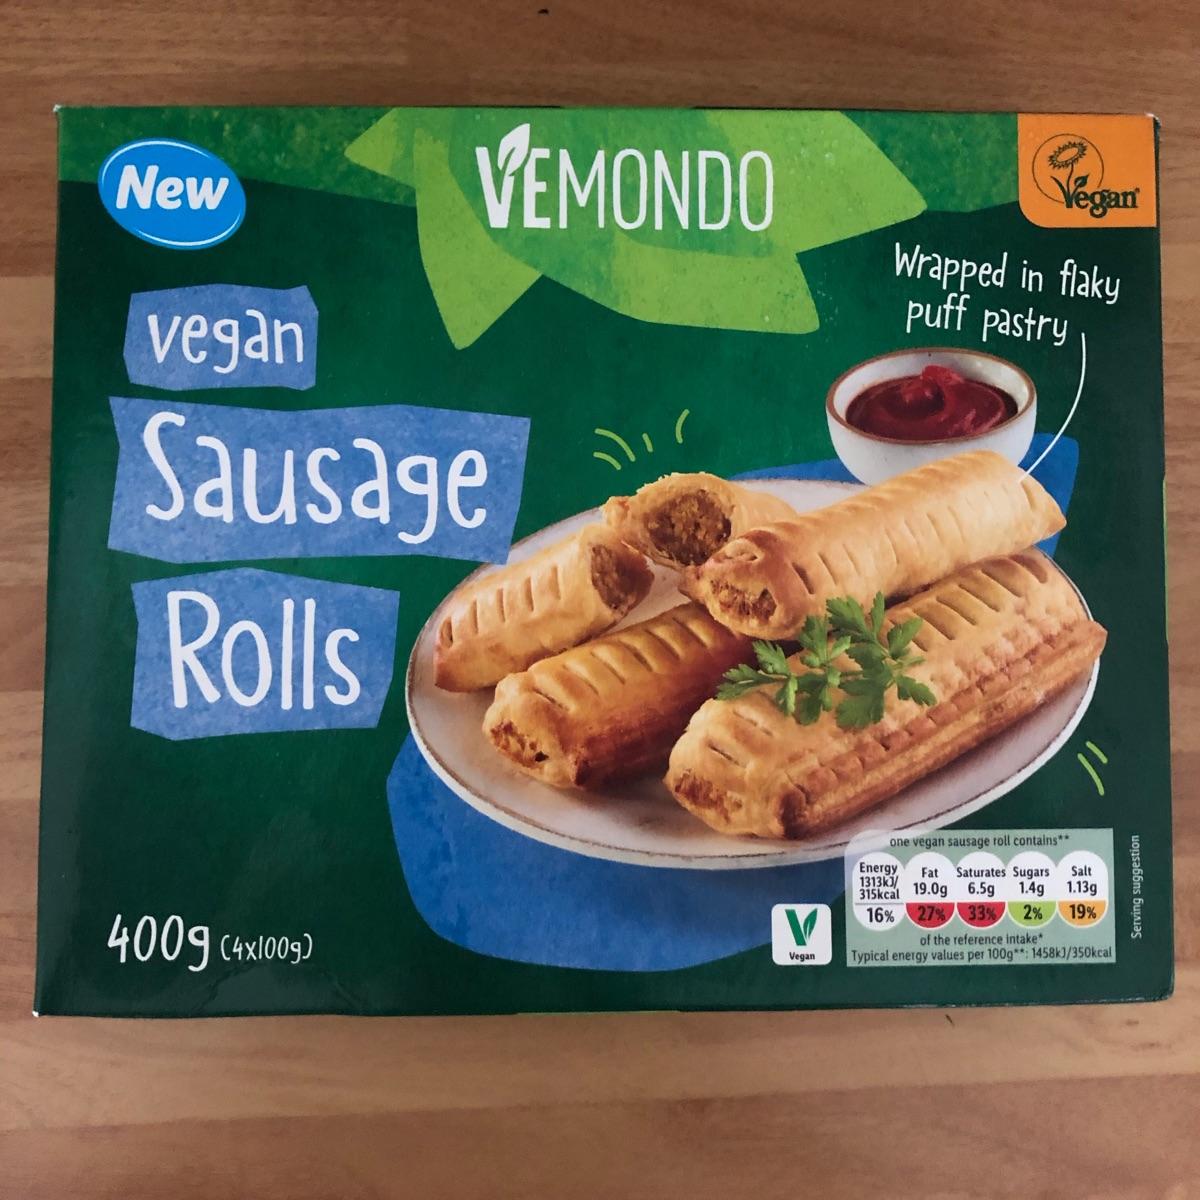 New
VEMONDO
Vegan
Wrapped in flaky
puff pastry
vegan
Sausage
Rolls
400g (4x100g)
Vegan
one vegan sausage roll contains**
Energy
1313kJ/
315kcal
16%
Fat
19.0g
27%
Saturates
6.5g
33%
Sugars
1.4g
2%
Salt
1.13g
19%
of the reference intake*
Typical energy values per 100g**: 1458kJ/350kcal
Serving suggestion